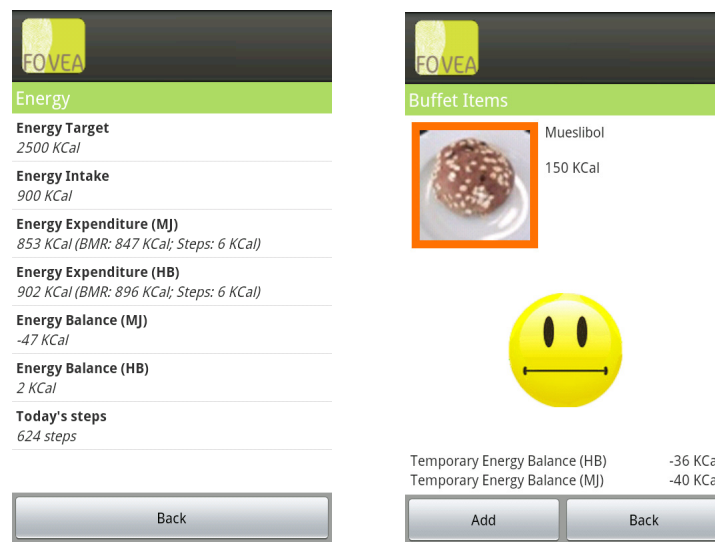 FOVEA
Energy
Energy Target
2500 KCal
Energy Intake
900 KCal
Energy Expenditure (MJ)
853 KCal (BMR: 847 KCal; Steps: 6 KCal)
Energy Expenditure (HB)
902 KCal (BMR: 896 KCal; Steps: 6 KCal)
Energy Balance (MJ)
-47 KCal
Energy Balance (HB)
2 KCal
Today's steps
624 steps
Back
FOVEA
Buffet Items
Mueslibol
150 KCal
Temporary Energy Balance (HB) -36 KCa
Temporary Energy Balance (MJ) -40 KCa
Add Back